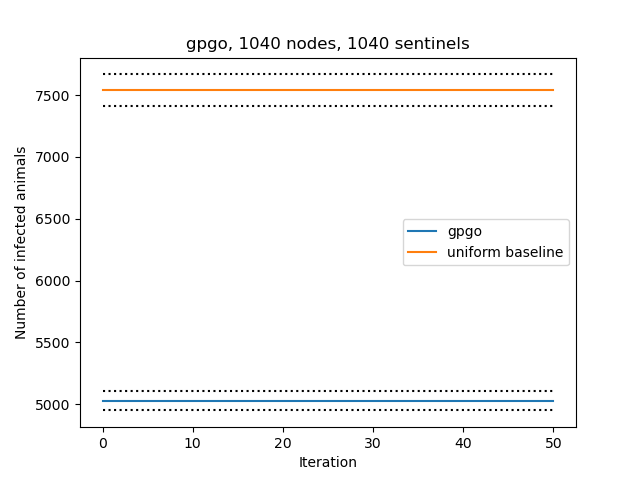 gpgo, 1040 nodes, 1040 sentinels
Number of infected animals
7500
7000
6500
6000
5500
5000
gpgo
uniform baseline
0
10
20
30
40
50
Iteration